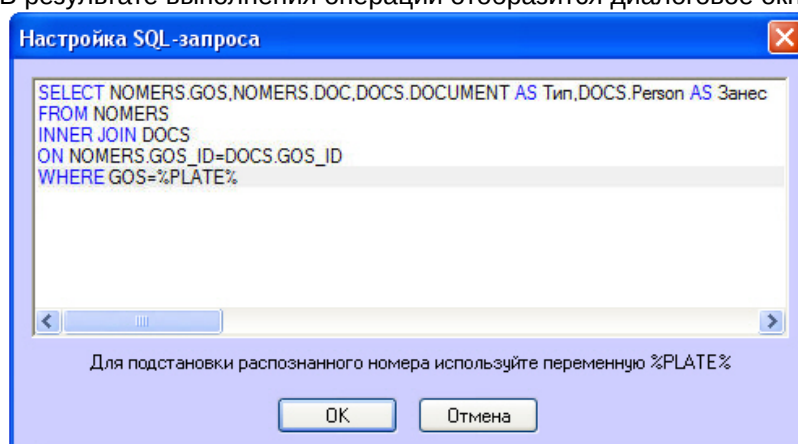 В результате выполнения операции отобразится диалоговое
Настройка SQL-запроса
SELECT NOMERS.GOS,NOMERS.DOC,DOCS.DOCUMENT AS Тип,DOCS.Person AS Занес
FROM NOMERS
INNER JOIN DOCS
ON NOMERS.GOS_ID=DOCS.GOS_ID
WHERE GOS=%PLATE%
Для подстановки распознанного номера используйте переменную %PLATE%
OK Отмена